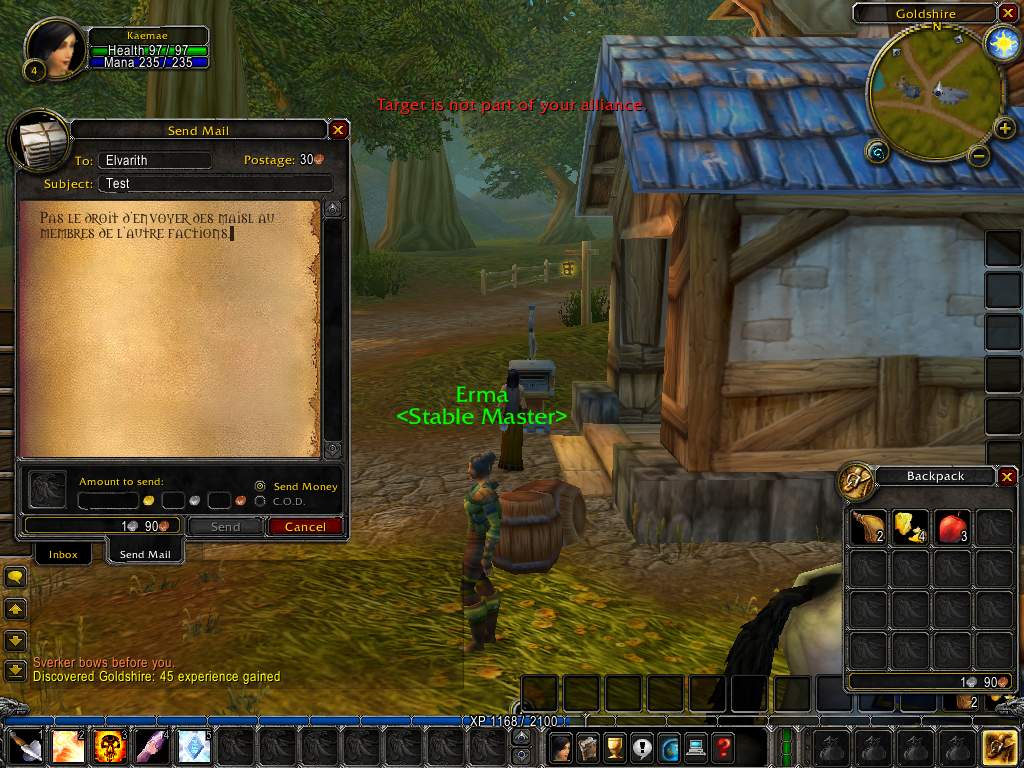 Kaemae
Health 97 / 97
Mana 235 / 235
4
Goldshire
N
Target is not part of your alliance.
Send Mail
To: Elvarith
Postage: 30
Subject: Test
Pas le droit d'envoyer des maisl au
membres de l'autre factions.
Erma
<Stable Master>
Amount to send:
Send Money
C.O.D.
1 90
Send
Cancel
Inbox
Send Mail
Backpack
2 4 3
1 90
2
Sverker bows before you.
Discovered Goldshire: 45 experience gained
XP 1168 / 2100
2 3 4 5